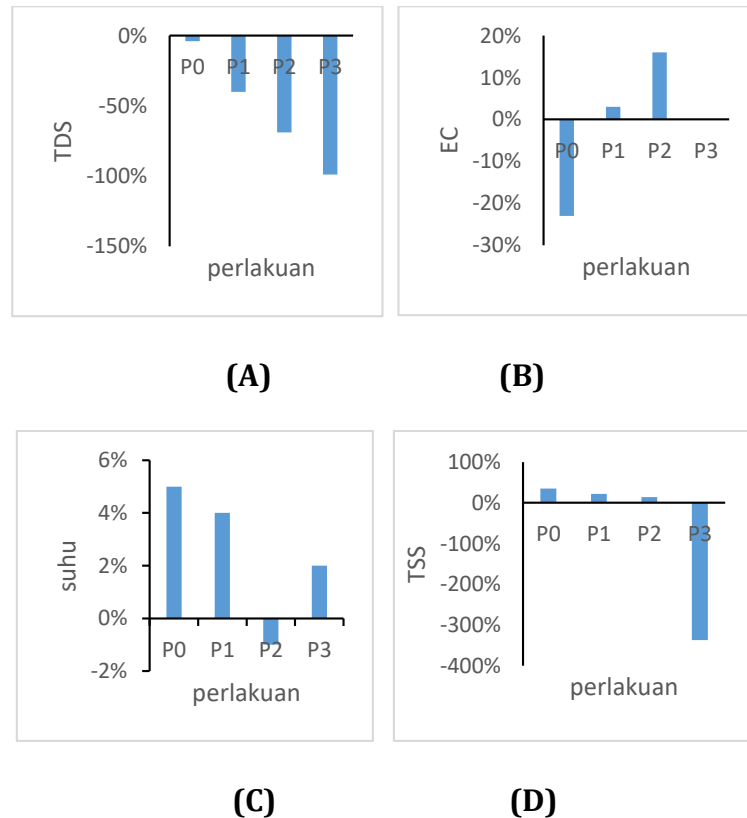 0%
-50%
-100%
-150%
TDS
P0 P1 P2 P3
perlakuan
(A)
20%
10%
0%
-10%
-20%
-30%
EC
P0 P1 P2 P3
perlakuan
(B)
6%
4%
2%
0%
-2%
suhu
P0 P1 P2 P3
perlakuan
(C)
100%
0%
-100%
-200%
-300%
-400%
TSS
P0 P1 P2 P3
perlakuan
(D)